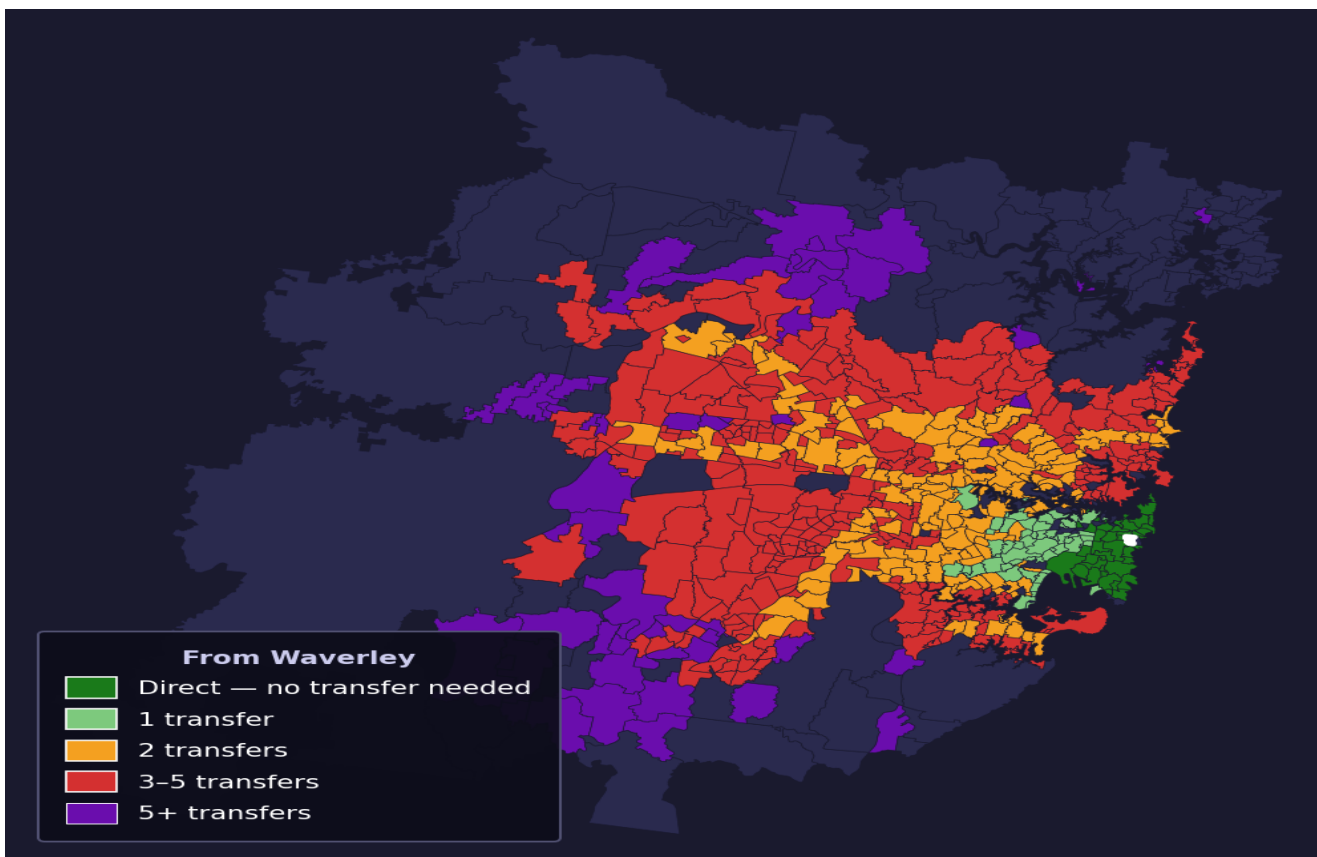 From Waverley
Direct — no transfer needed
1 transfer
2 transfers
3–5 transfers
5+ transfers